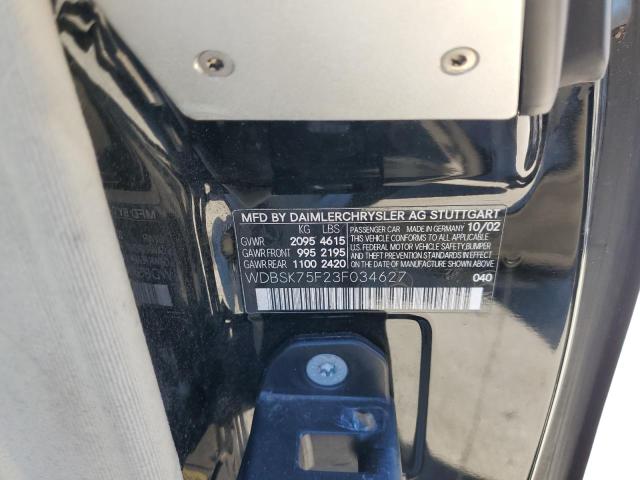 MFD BY DAIMLERCHRYSLER AG STUTTGART
KG LBS
GVWR 2095 4615
GAWR FRONT 995 2195
GAWR REAR 1100 2420
PASSENGER CAR MADE IN GERMANY 10/02
THIS VEHICLE CONFORMS TO ALL APPLICABLE
U.S. FEDERAL MOTOR VEHICLE SAFETY, BUMPER
AND THEFT PREVENTION STANDARDS IN EFFECT
ON THE DATE OF MANUFACTURE SHOWN ABOVE
WDBSK75F23F034627
040